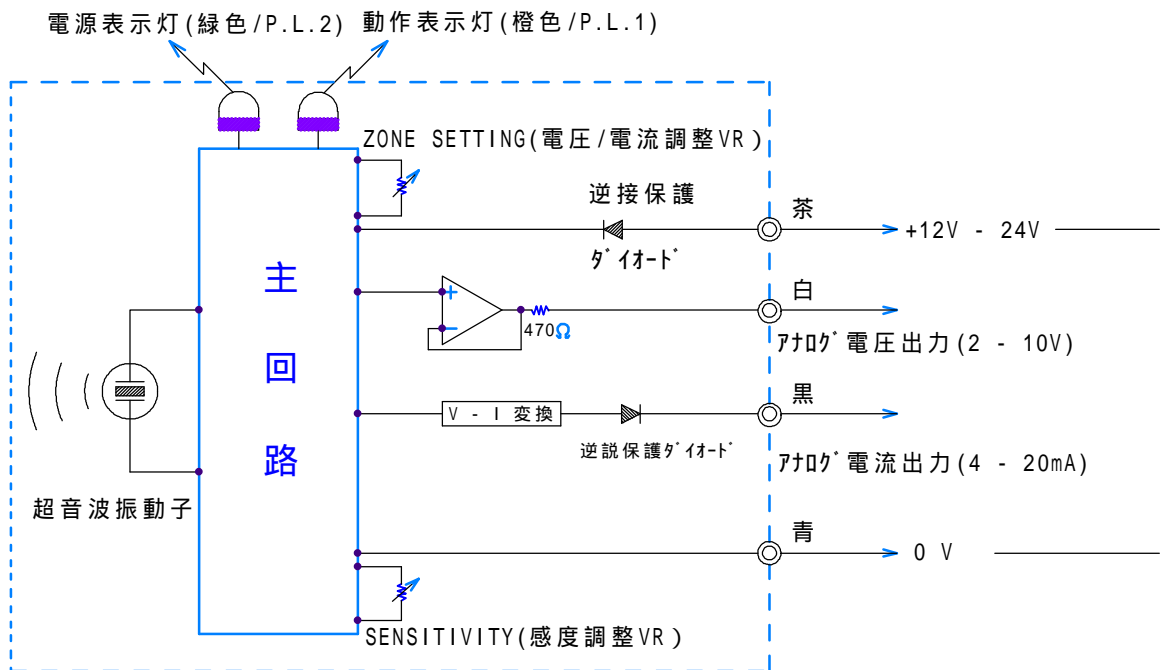 電源表示灯(緑色/P.L.2) 動作表示灯(橙色/P.L.1)
ZONE SETTING(電圧/電流調整VR)
逆接保護
ﾀﾞｲｵｰﾄﾞ
茶
+12V - 24V
主
回
路
+
−
470Ω
白
ｱﾅﾛｸﾞ電圧出力(2 - 10V)
V - I 変換
逆説保護ﾀﾞｲｵｰﾄﾞ
黒
ｱﾅﾛｸﾞ電流出力(4 - 20mA)
超音波振動子
青
0 V
SENSITIVITY(感度調整VR)